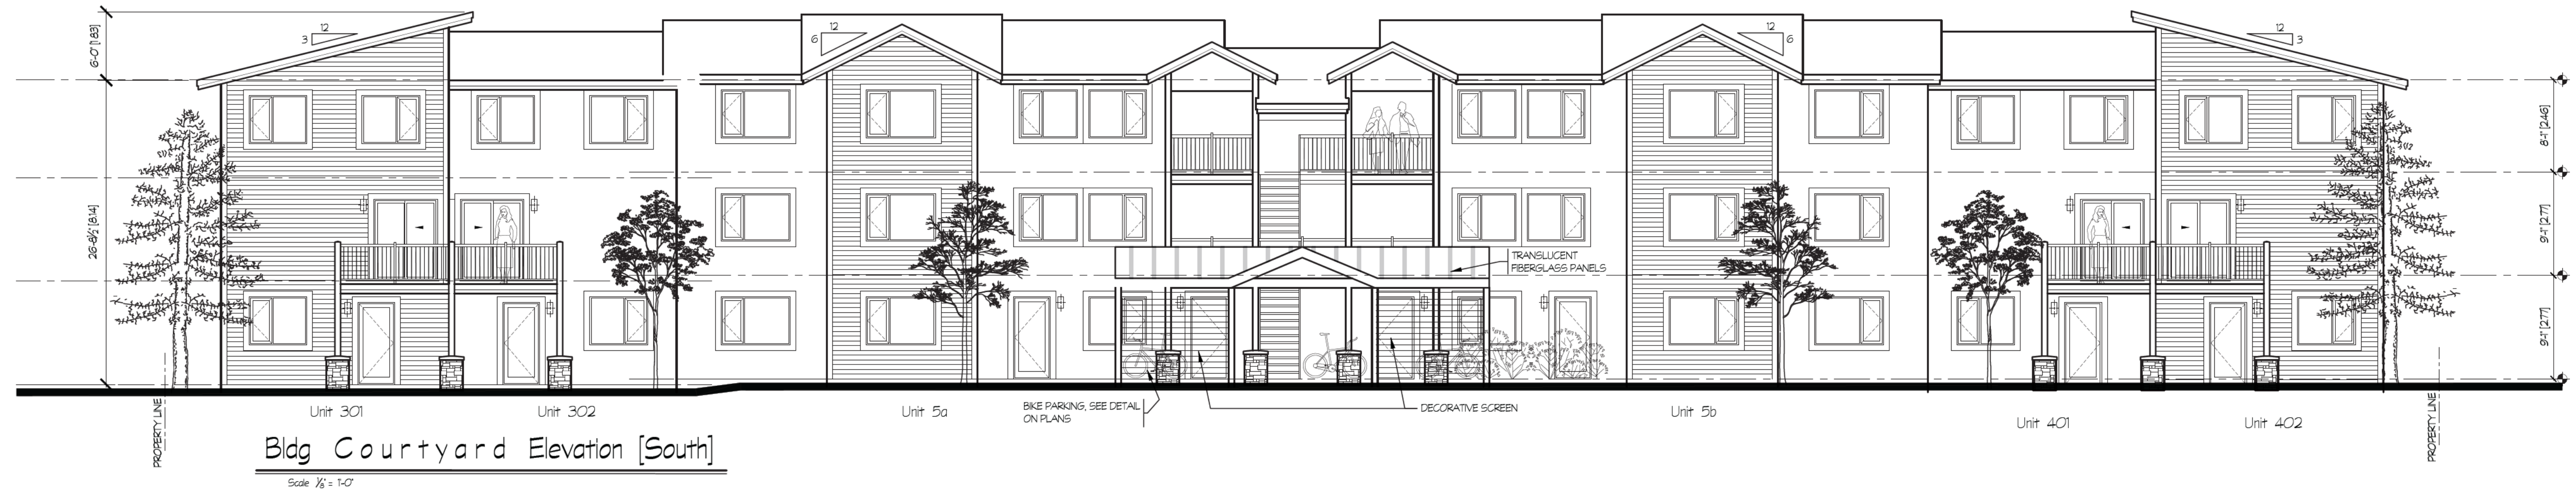 6'-0" [1.83]
12
3
12
6
12
6
12
3
26'-8½" [8.14]
8'-1" [2.46]
9'-1" [2.77]
9'-1" [2.77]
TRANSLUCENT
FIBERGLASS PANELS
Unit 301
Unit 302
Unit 5a
BIKE PARKING, SEE DETAIL
ON PLANS
DECORATIVE SCREEN
Unit 5b
Unit 401
Unit 402
PROPERTY LINE
PROPERTY LINE
Bldg Courtyard Elevation [South]
Scale ⅛" = 1'-0"